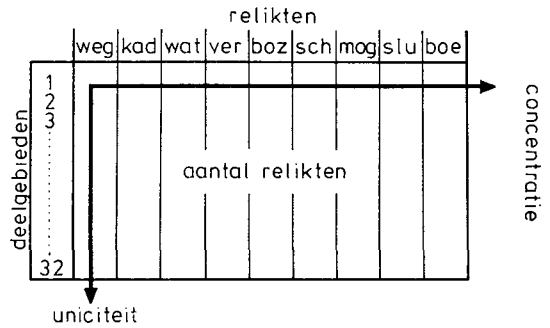 relikten
weg kad wat ver boz sch mog slu boe
1
2
3
32
deelgebieden
aantal relikten
concentratie
uniciteit